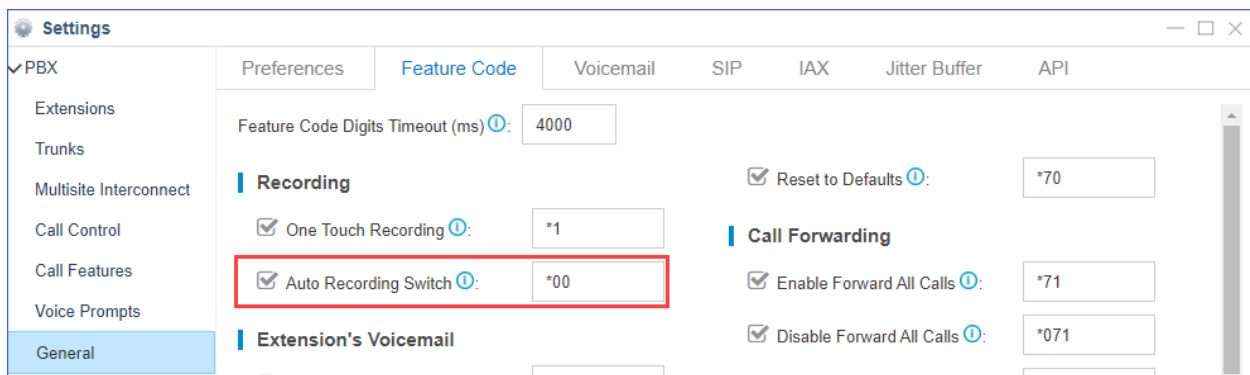 Settings
PBX
Extensions
Trunks
Multisite Interconnect
Call Control
Call Features
Voice Prompts
General
Preferences Feature Code Voicemail SIP IAX Jitter Buffer API
Feature Code Digits Timeout (ms) : 4000
Recording
One Touch Recording : *1
Auto Recording Switch : *00
Extension's Voicemail
Reset to Defaults : *70
Call Forwarding
Enable Forward All Calls : *71
Disable Forward All Calls : *071